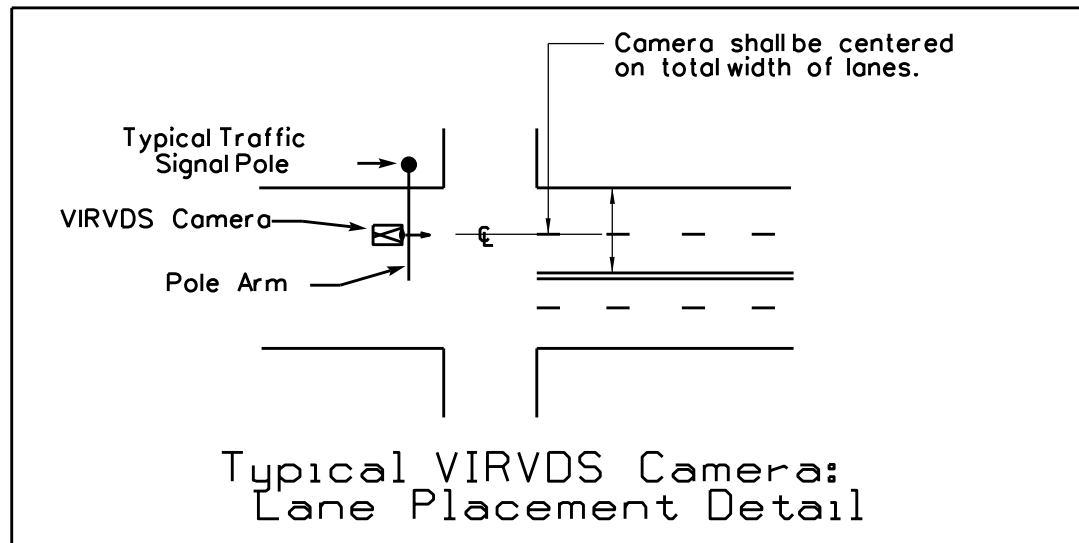 Camera shall be centered
on total width of lanes.
Typical Traffic
Signal Pole
VIRVDS Camera
℄
Pole Arm
Typical VIRVDS Camera:
Lane Placement Detail